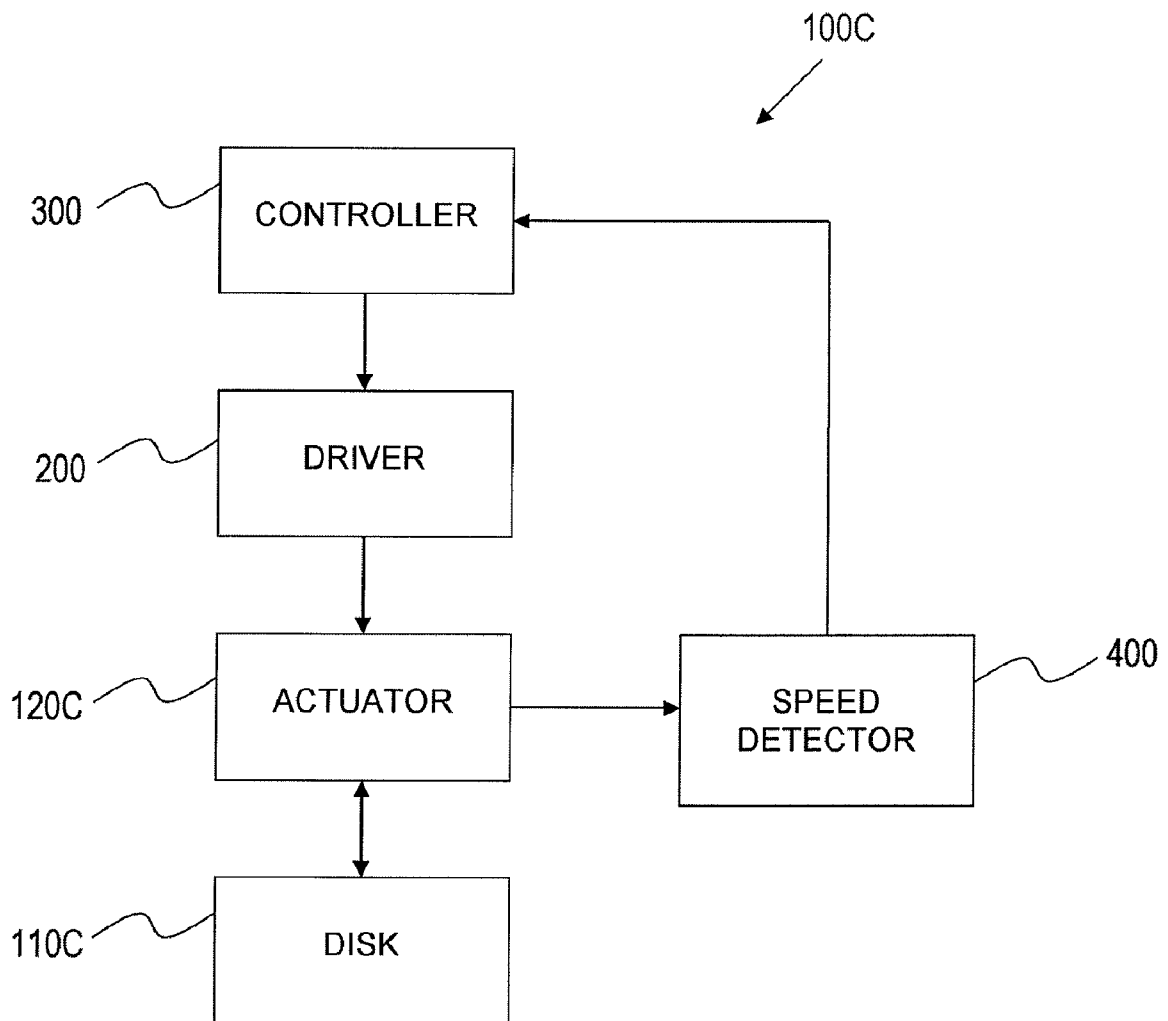 100C
300
CONTROLLER
200
DRIVER
120C
ACTUATOR
SPEED
DETECTOR
400
110C
DISK